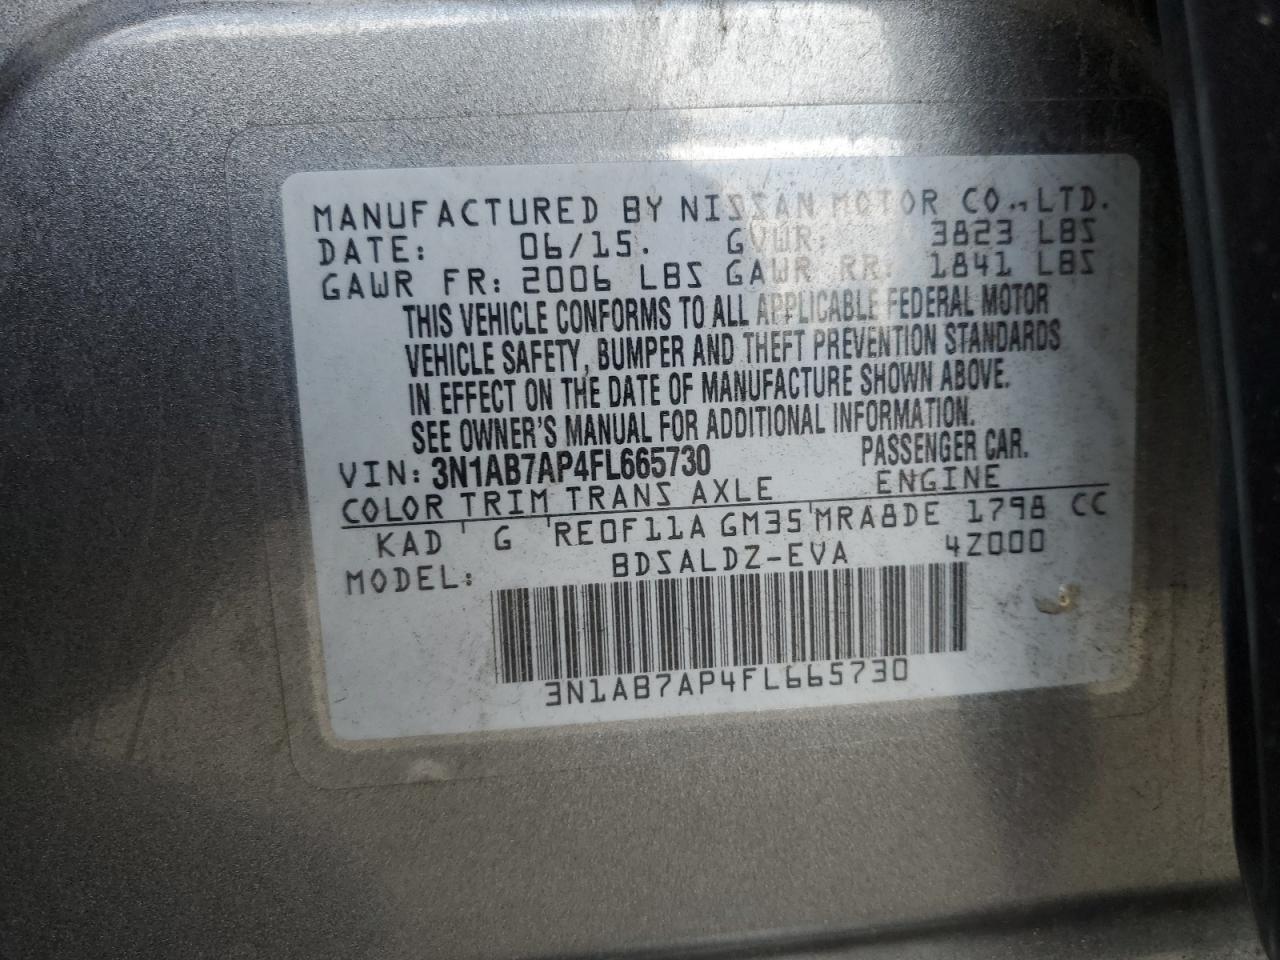 MANUFACTURED BY NISSAN MOTOR CO., LTD.
DATE: 06/15. GVWR: 3823 LBS
GAWR FR: 2006 LBS GAWR RR: 1841 LBS
THIS VEHICLE CONFORMS TO ALL APPLICABLE FEDERAL MOTOR
VEHICLE SAFETY, BUMPER AND THEFT PREVENTION STANDARDS
IN EFFECT ON THE DATE OF MANUFACTURE SHOWN ABOVE.
SEE OWNER'S MANUAL FOR ADDITIONAL INFORMATION.
VIN: 3N1AB7AP4FL665730 PASSENGER CAR.
COLOR TRIM TRANS AXLE ENGINE
KAD G RE0F11A GM35 MRA8DE 1798 CC
MODEL: BDSALDZ-EVA 4Z000
3N1AB7AP4FL665730